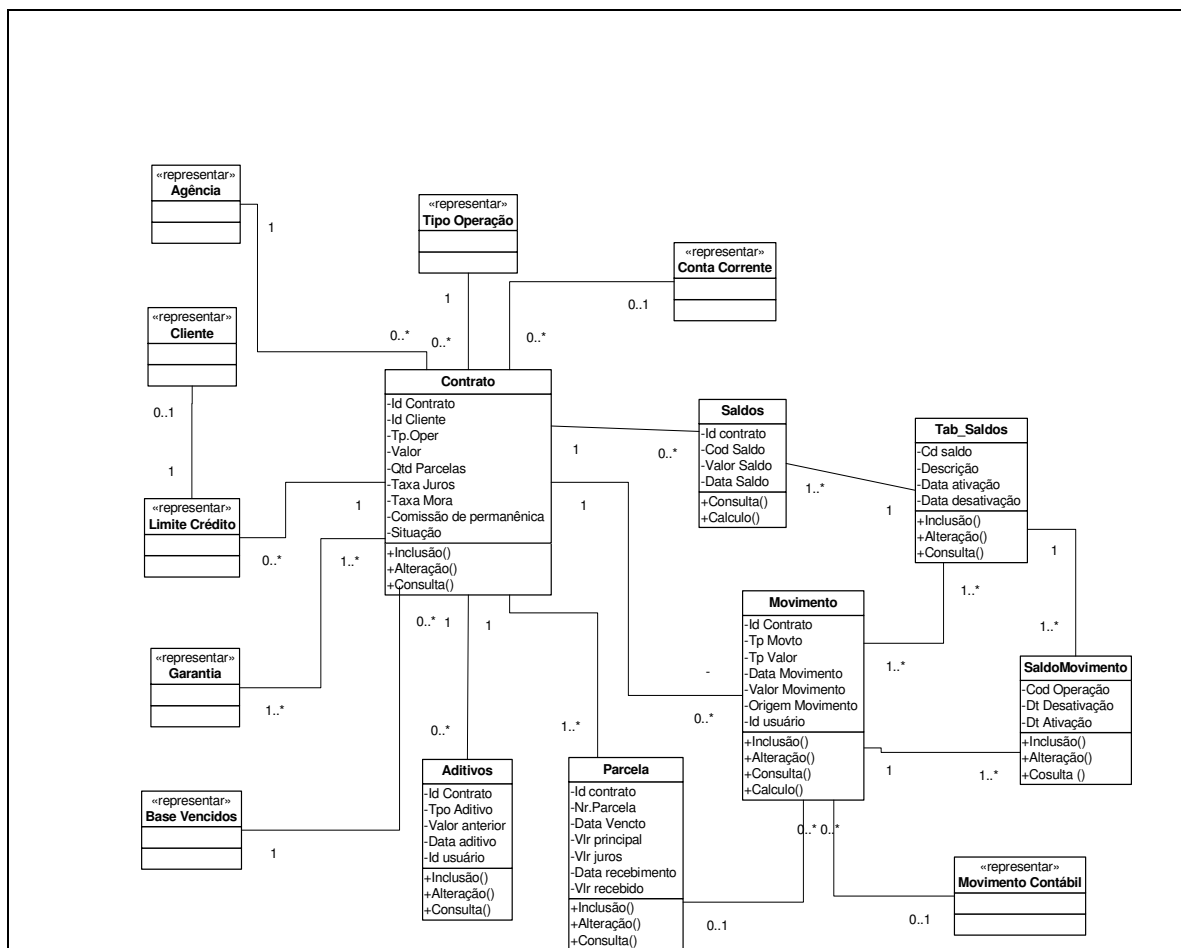 «representar»
Agência
1
«representar»
Tipo Operação
1
«representar»
Conta Corrente
0..1
«representar»
Cliente
0..1
1
0..*
0..*
0..*
Contrato
-Id Contrato
-Id Cliente
-Tp.Oper
-Valor
-Qtd Parcelas
-Taxa Juros
-Taxa Mora
-Comissão de permanênica
-Situação
+Inclusão()
+Alteração()
+Consulta()
1
0..*
Saldos
-Id contrato
-Cod Saldo
-Valor Saldo
-Data Saldo
+Consulta()
+Calculo()
1..*
1
Tab_Saldos
-Cd saldo
-Descrição
-Data ativação
-Data desativação
+Inclusão()
+Alteração()
+Consulta()
1
1..*
1..*
«representar»
Limite Crédito
1
0..*
1
1..*
«representar»
Garantia
1..*
0..*
1
1
-
0..*
Movimento
-Id Contrato
-Tp Movto
-Tp Valor
-Data Movimento
-Valor Movimento
-Origem Movimento
-Id usuário
+Inclusão()
+Alteração()
+Consulta()
+Calculo()
1..*
SaldoMovimento
-Cod Operação
-Dt Desativação
-Dt Ativação
+Inclusão()
+Alteração()
+Cosulta ()
1
1..*
«representar»
Base Vencidos
1
0..*
Aditivos
-Id Contrato
-Tpo Aditivo
-Valor anterior
-Data aditivo
-Id usuário
+Inclusão()
+Alteração()
+Consulta()
1..*
Parcela
-Id contrato
-Nr.Parcela
-Data Vencto
-Vlr principal
-Vlr juros
-Data recebimento
-Vlr recebido
+Inclusão()
+Alteração()
+Consulta()
0..1
0..*
0..*
«representar»
Movimento Contábil
0..1